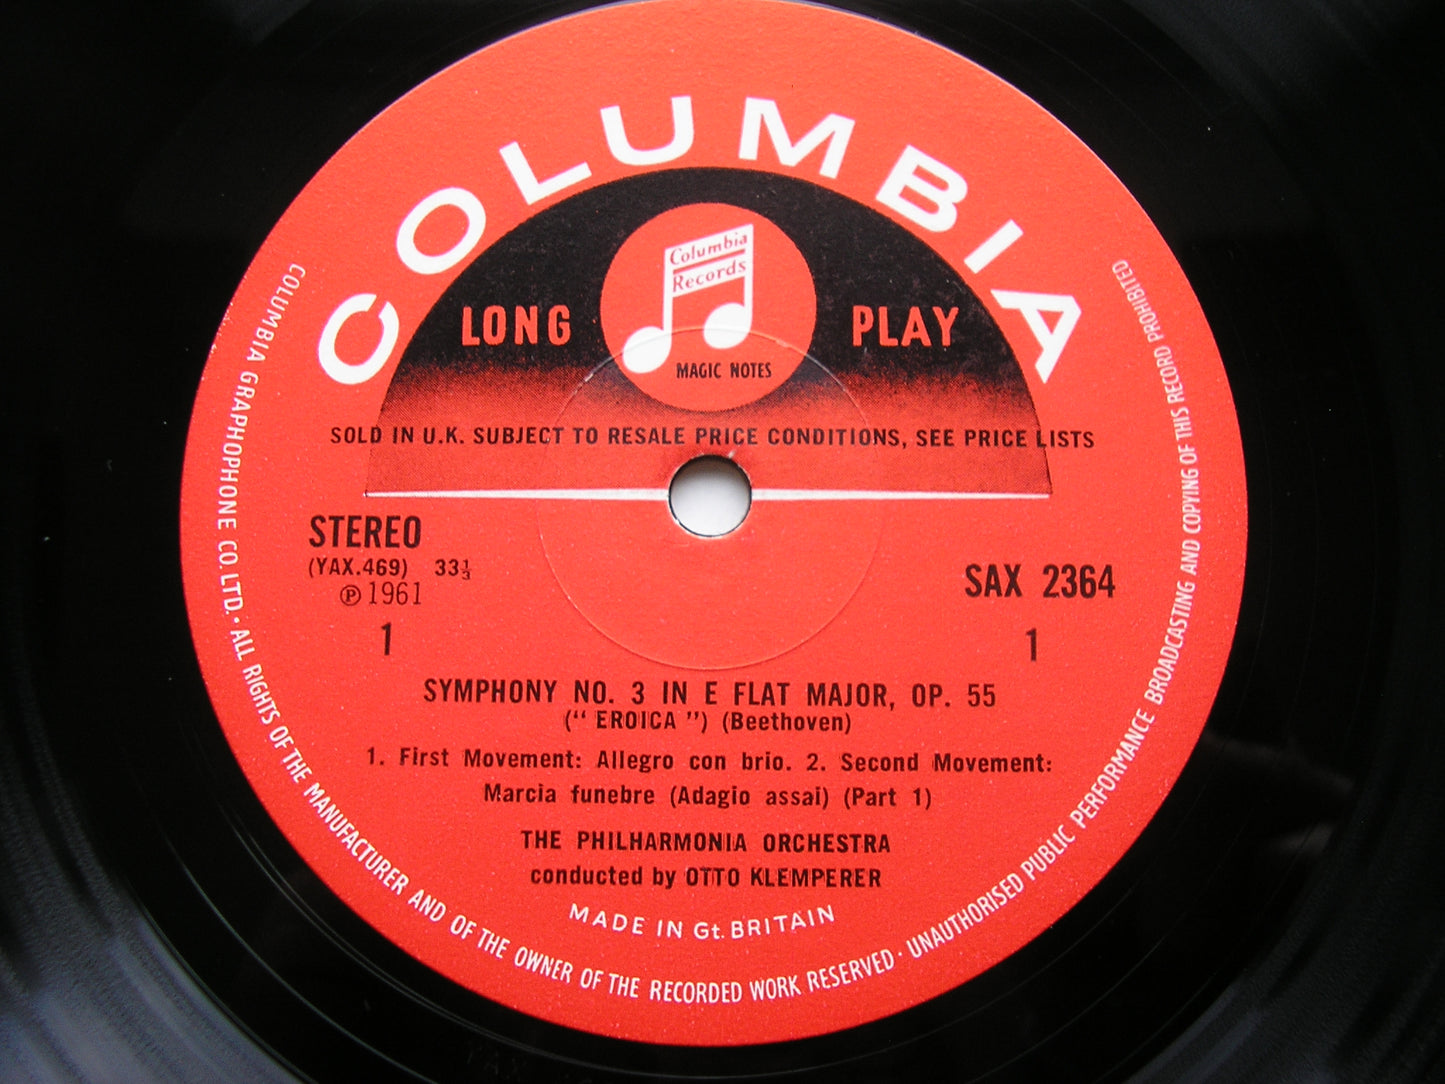 COLUMBIA
Columbia
Records
LONG PLAY
MAGIC NOTES
SOLD IN U.K. SUBJECT TO RESALE PRICE CONDITIONS, SEE PRICE LISTS
STEREO
(YAX.469) 33⅓
℗ 1961
SAX 2364
1
1
SYMPHONY NO. 3 IN E FLAT MAJOR, OP. 55
(“ EROICA ”) (Beethoven)
1. First Movement: Allegro con brio. 2. Second Movement:
Marcia funebre (Adagio assai) (Part 1)
THE PHILHARMONIA ORCHESTRA
conducted by OTTO KLEMPERER
MADE IN Gt. BRITAIN
COLUMBIA GRAPHOPHONE CO. LTD. · ALL RIGHTS OF THE MANUFACTURER AND OF THE OWNER OF THE RECORDED WORK RESERVED · UNAUTHORISED PUBLIC PERFORMANCE BROADCASTING AND COPYING OF THIS RECORD PROHIBITED